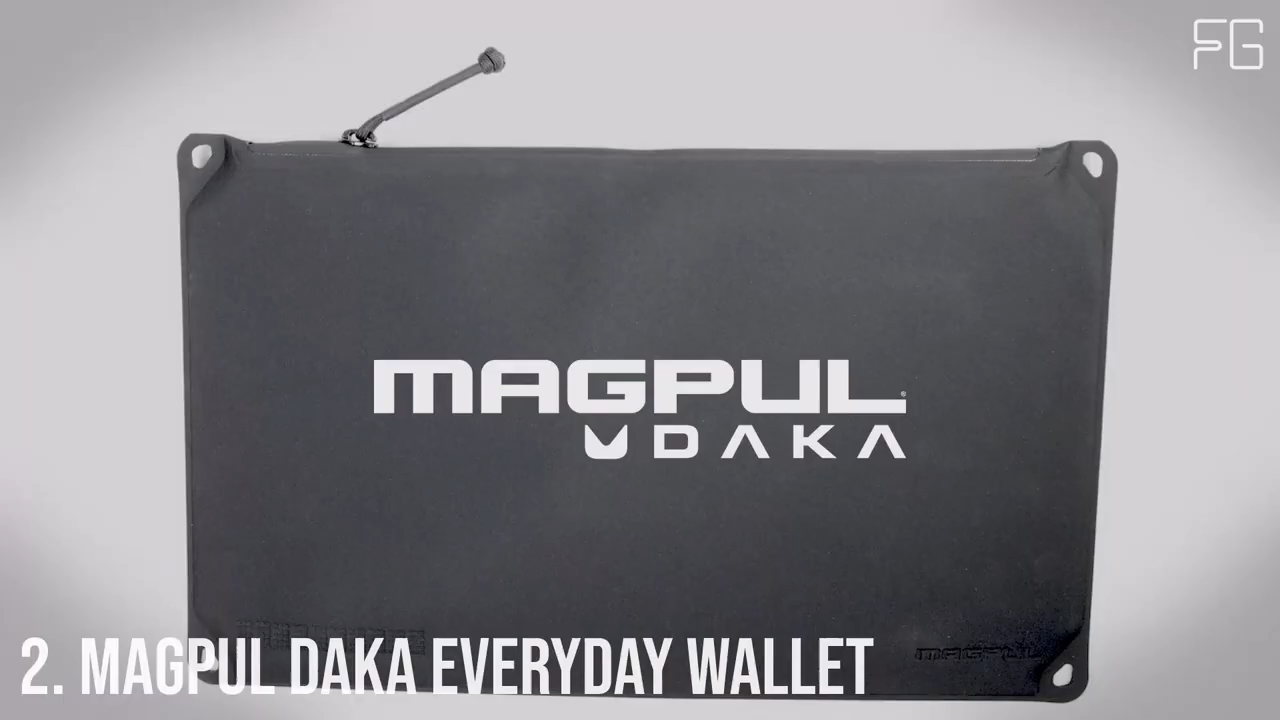 FG
MAGPUL®
DAKA
MAGPUL
2. MAGPUL DAKA EVERYDAY WALLET